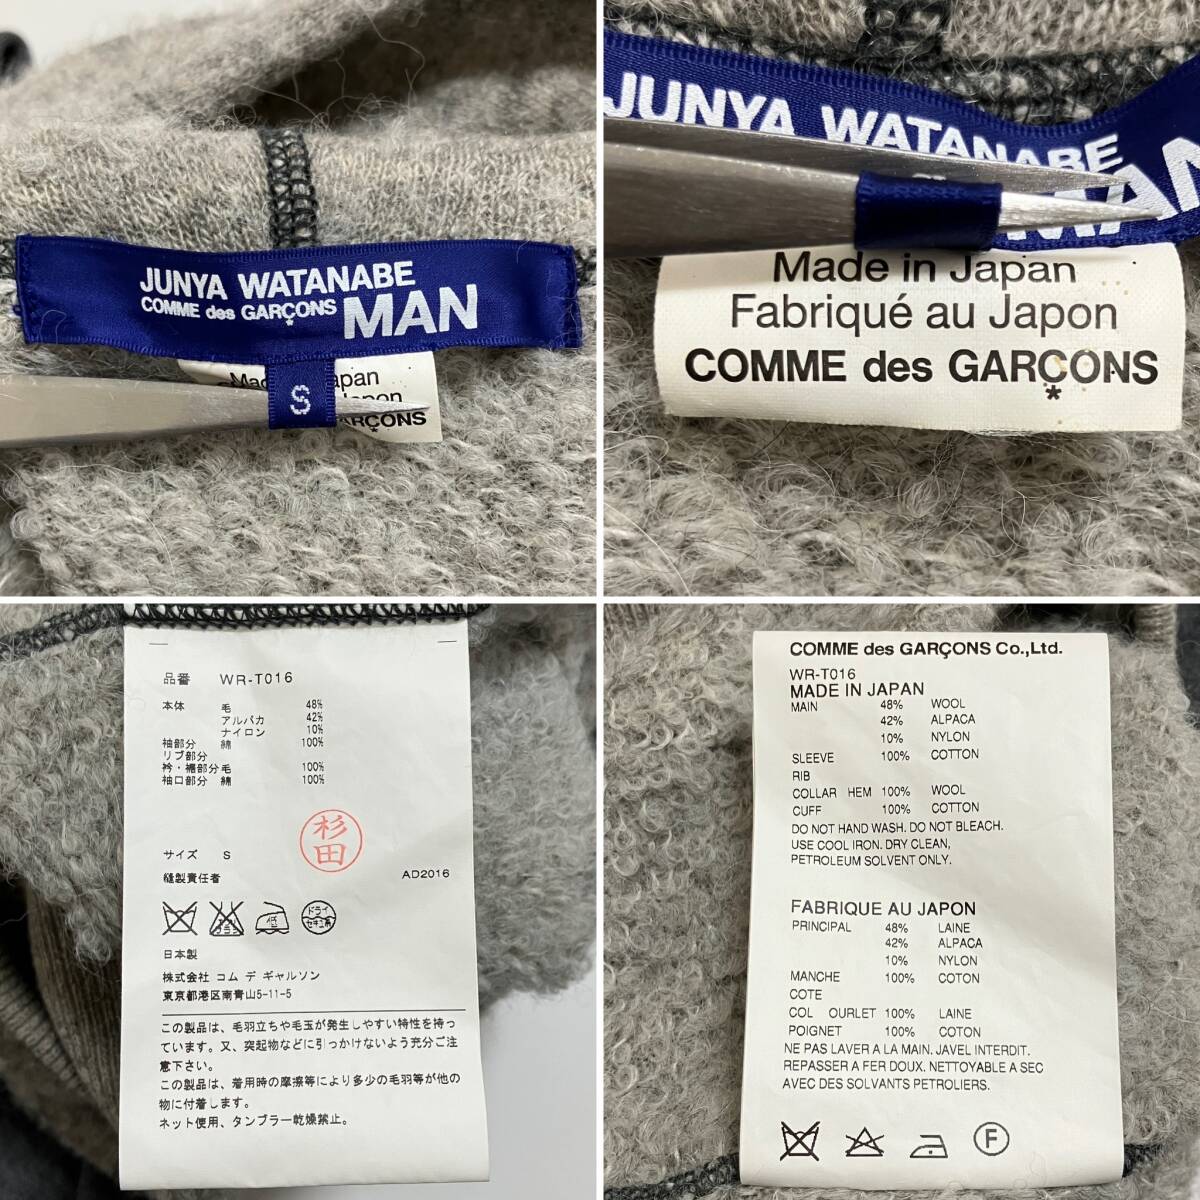 JUNYA WATANABE
COMME des GARÇONS MAN
Made apan
Japon
S
GARÇONS
JUNYA WATANABE
MAN
Made in Japan
Fabriqué au Japon
COMME des GARÇONS
品番 WR-T016
本体 毛 48%
アルパカ 42%
ナイロン 10%
袖部分 綿 100%
リブ部分
衿・裾部分 毛 100%
袖口部分 綿 100%
杉田
サイズ S
縫製責任者 AD2016
低
ドライ
セキユ系
日本製
株式会社 コム デ ギャルソン
東京都港区南青山5-11-5
この製品は、毛羽立ちや毛玉が発生しやすい特性を持っ
ています。又、突起物などに引っかけないよう充分ご注
意下さい。
この製品は、着用時の摩擦等により多少の毛羽等が他の
物に付着します。
ネット使用、タンブラー乾燥禁止。
COMME des GARÇONS Co.,Ltd.
WR-T016
MADE IN JAPAN
MAIN 48% WOOL
42% ALPACA
10% NYLON
SLEEVE 100% COTTON
RIB
COLLAR HEM 100% WOOL
CUFF 100% COTTON
DO NOT HAND WASH. DO NOT BLEACH.
USE COOL IRON. DRY CLEAN,
PETROLEUM SOLVENT ONLY.
FABRIQUE AU JAPON
PRINCIPAL 48% LAINE
42% ALPACA
10% NYLON
MANCHE 100% COTON
COTE
COL OURLET 100% LAINE
POIGNET 100% COTON
NE PAS LAVER A LA MAIN. JAVEL INTERDIT.
REPASSER A FER DOUX. NETTOYABLE A SEC
AVEC DES SOLVANTS PETROLIERS.
F